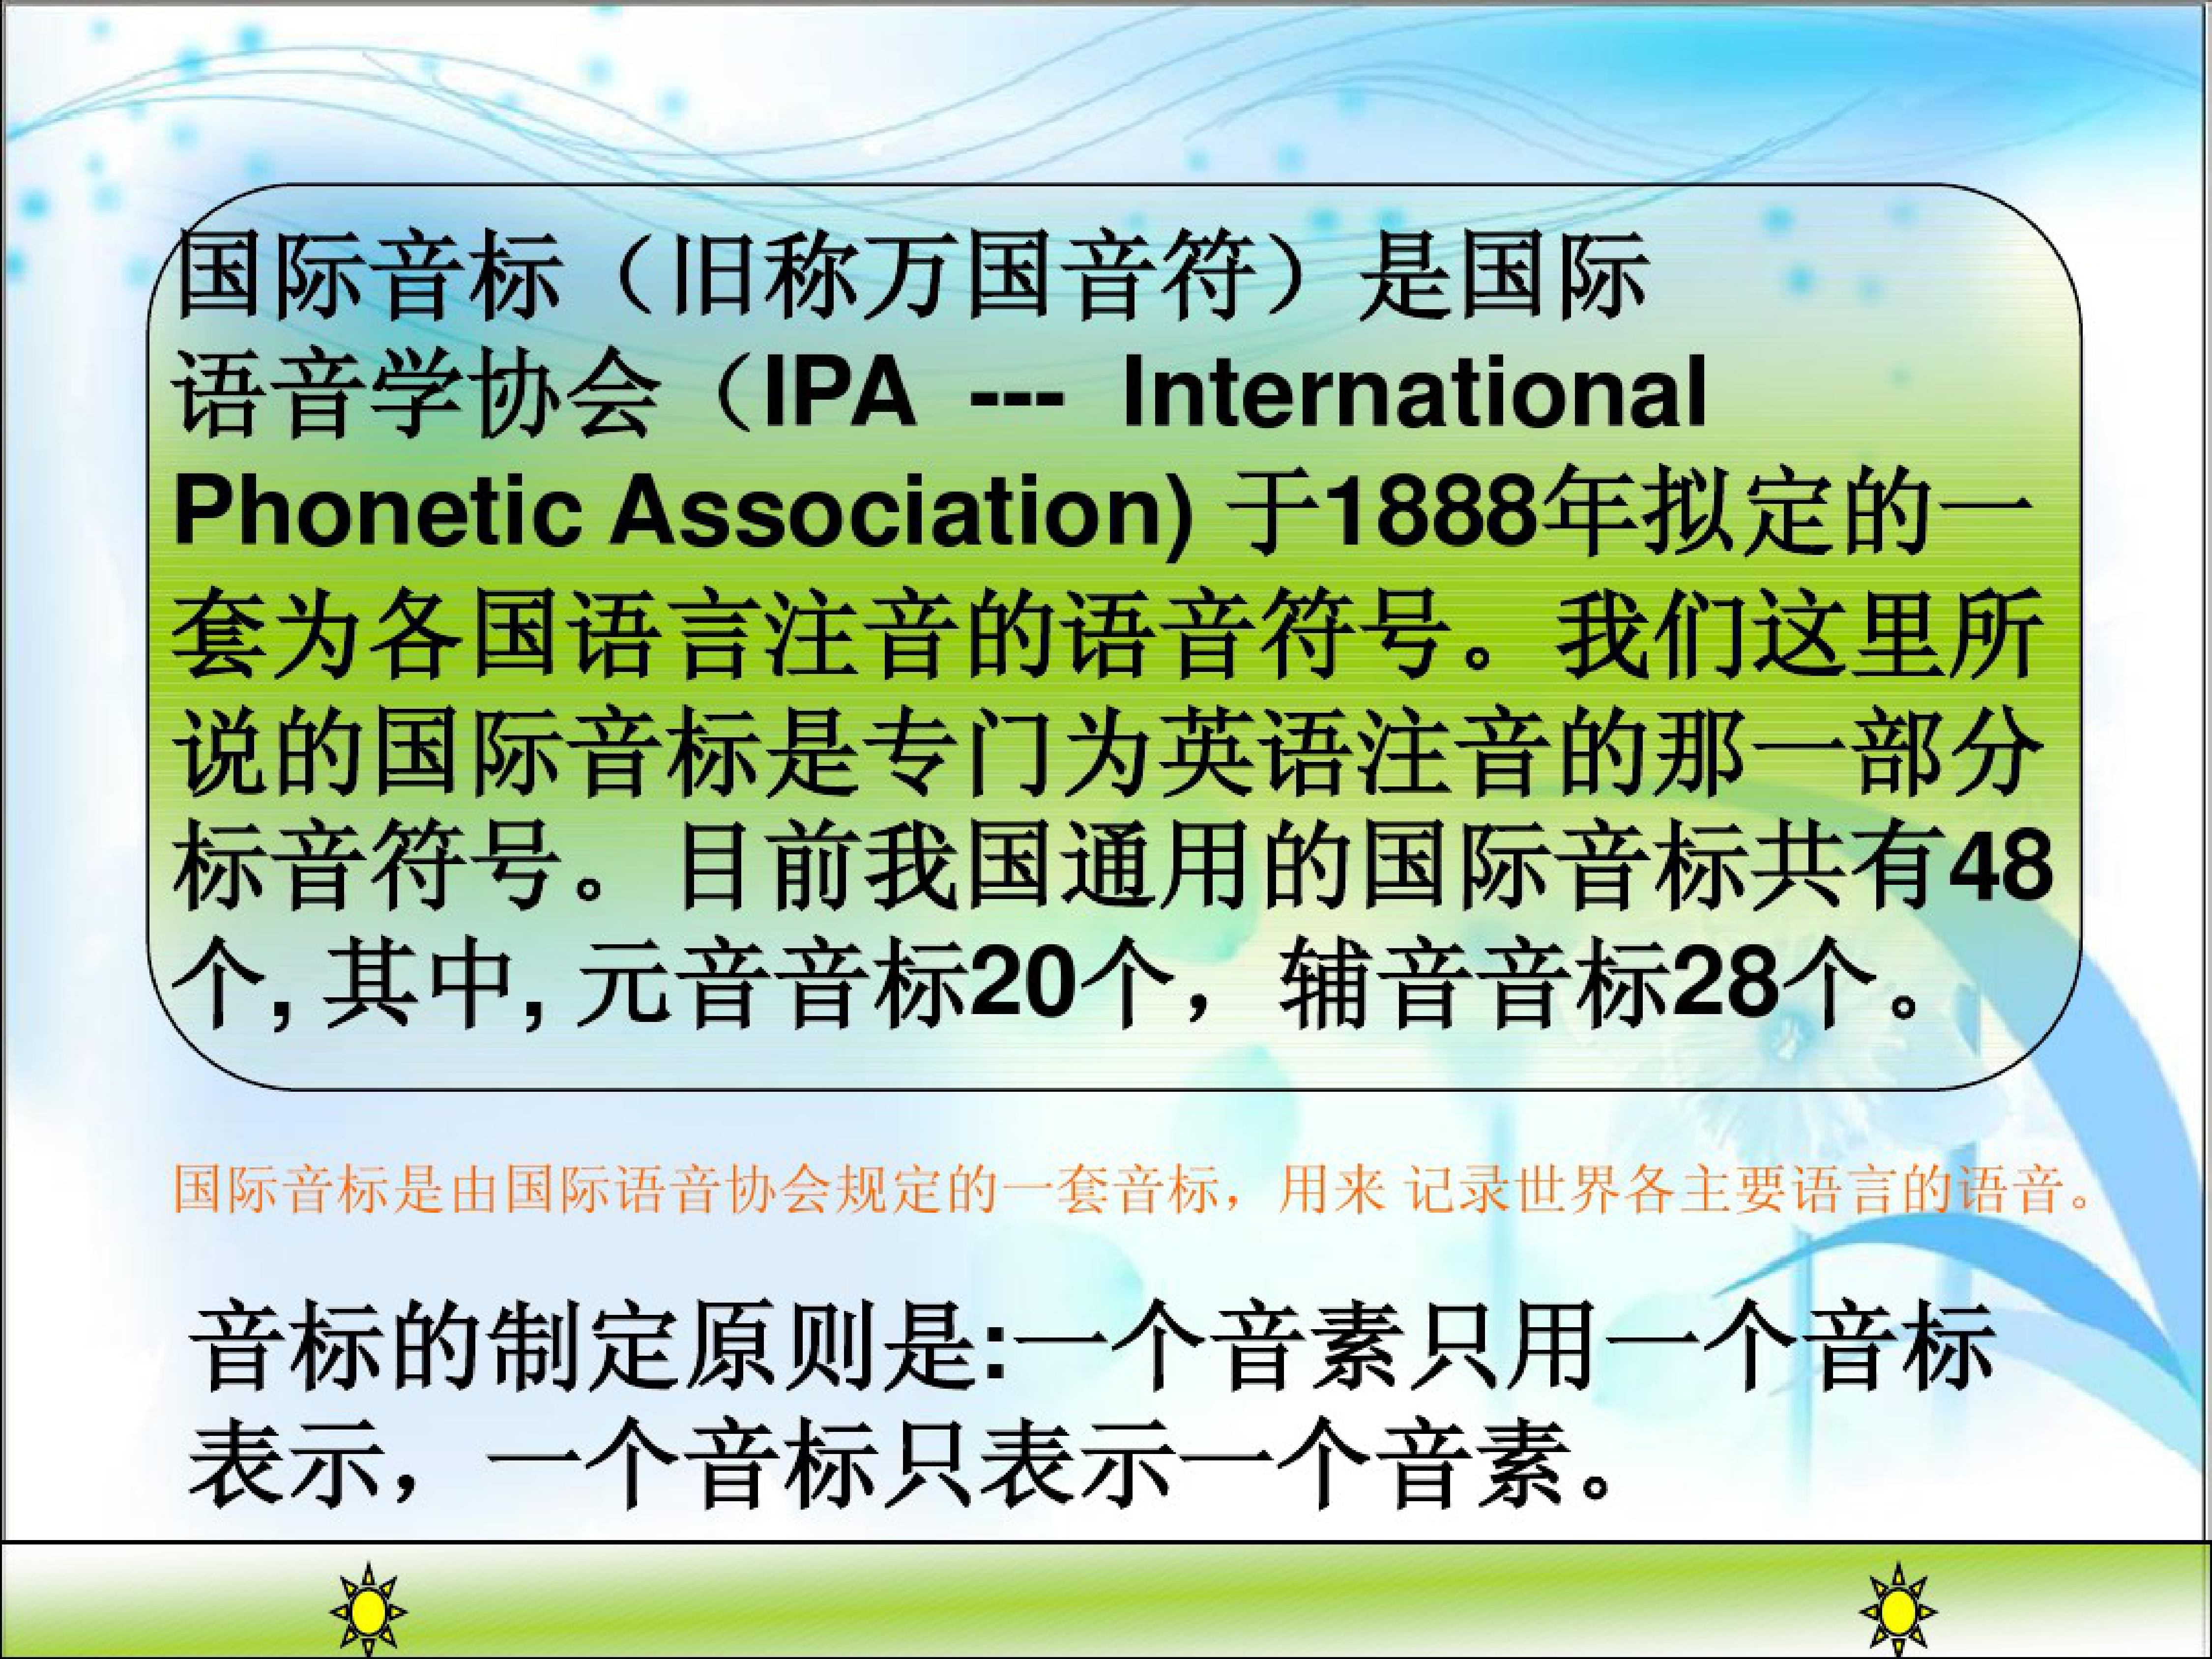 国际音标（旧称万国音符）是国际
语音学协会（IPA --- International
Phonetic Association) 于1888年拟定的一
套为各国语言注音的语音符号。我们这里所
说的国际音标是专门为英语注音的那一部分
标音符号。目前我国通用的国际音标共有48
个, 其中, 元音音标20个，辅音音标28个。
国际音标是由国际语音协会规定的一套音标，用来 记录世界各主要语言的语音。
音标的制定原则是:一个音素只用一个音标
表示，一个音标只表示一个音素。